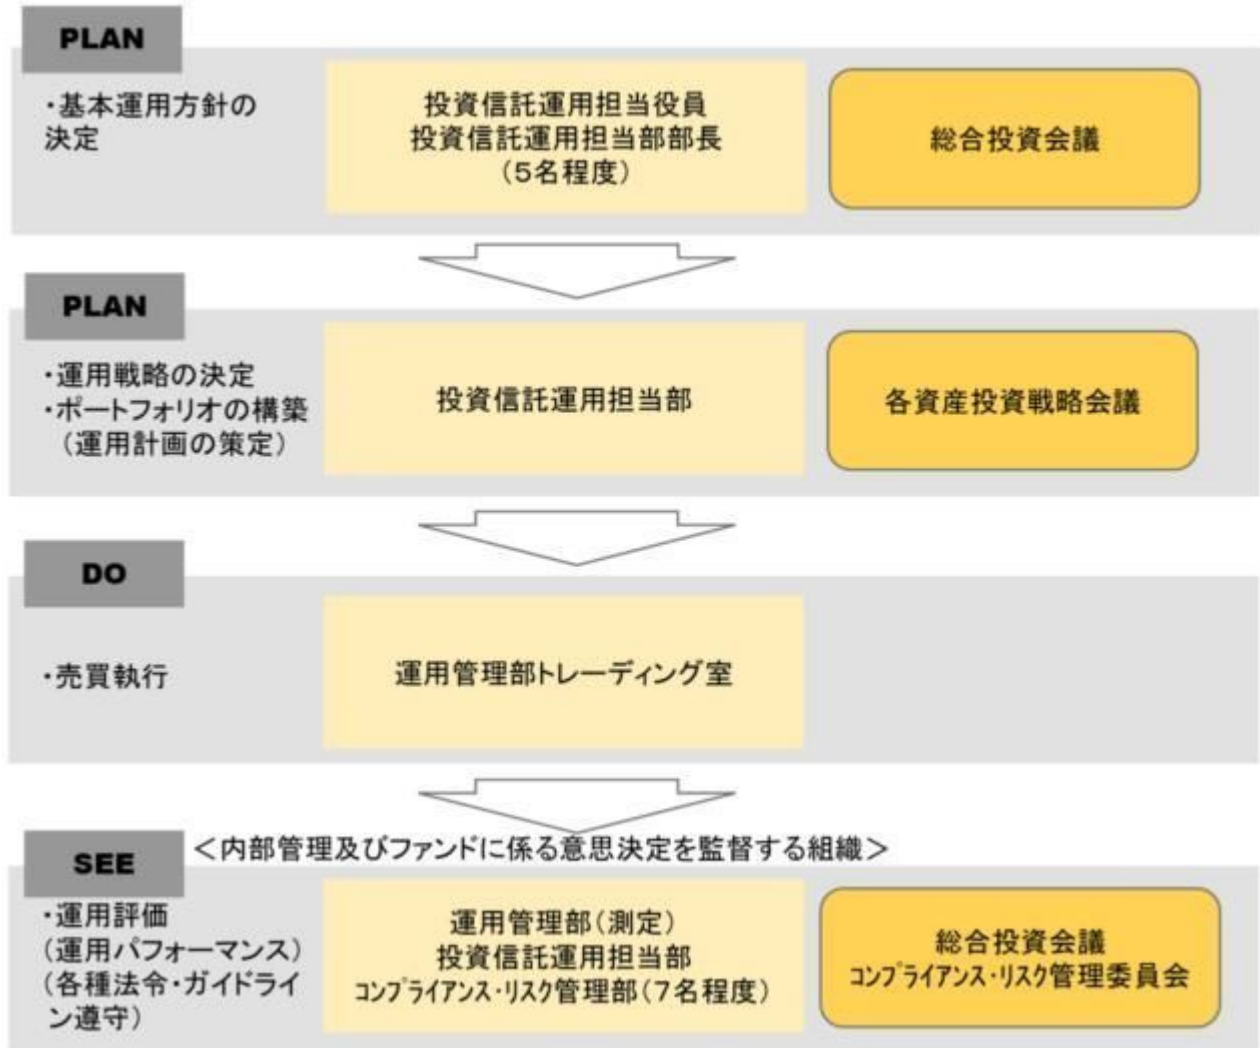 PLAN
・基本運用方針の
決定
投資信託運用担当役員
投資信託運用担当部部長
(5名程度)
総合投資会議
PLAN
・運用戦略の決定
・ポートフォリオの構築
(運用計画の策定)
投資信託運用担当部
各資産投資戦略会議
DO
・売買執行
運用管理部トレーディング室
SEE
<内部管理及びファンドに係る意思決定を監督する組織>
・運用評価
(運用パフォーマンス)
(各種法令・ガイドライ
ン遵守)
運用管理部(測定)
投資信託運用担当部
コンプライアンス・リスク管理部(7名程度)
総合投資会議
コンプライアンス・リスク管理委員会